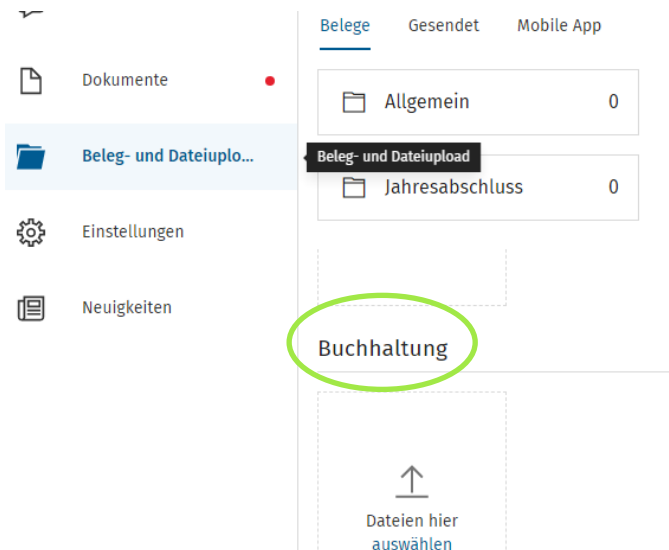 Belege Gesendet Mobile App
Dokumente
Allgemein 0
Beleg- und Dateiuplo...
Beleg- und Dateiupload
Jahresabschluss 0
Einstellungen
Neuigkeiten
Buchhaltung
Dateien hier
auswählen